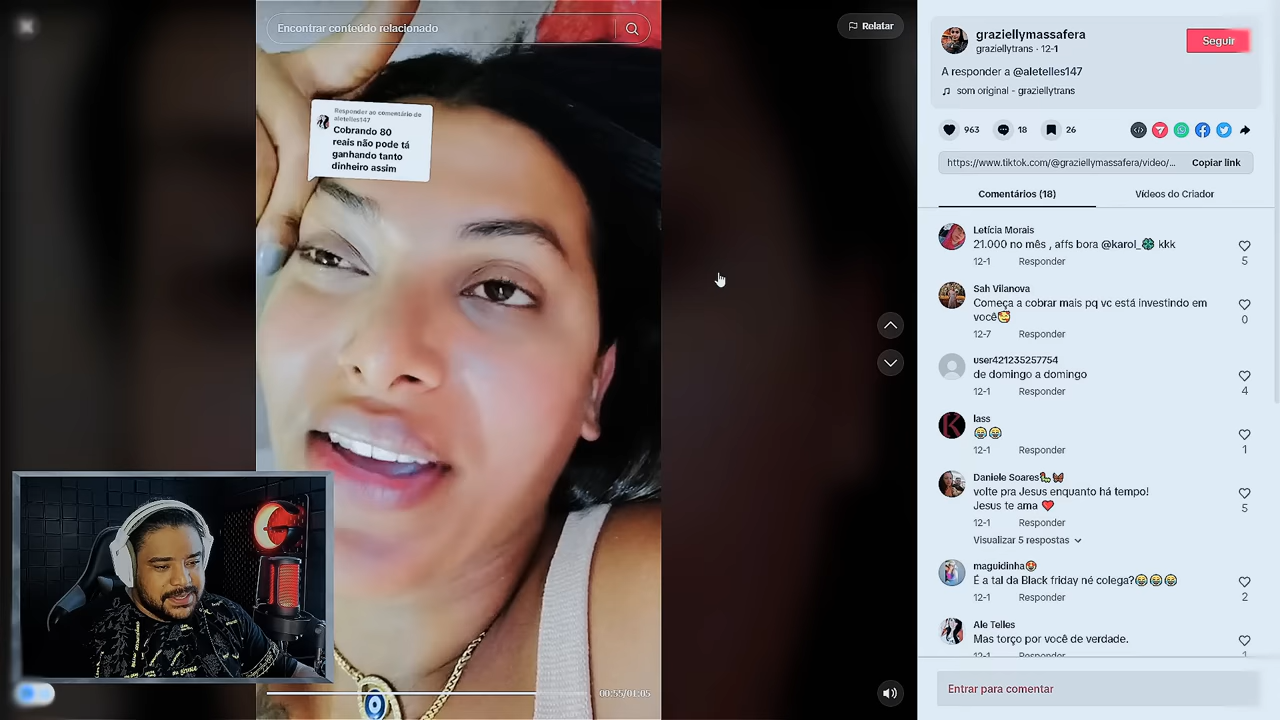 Encontrar conteúdo relacionado
Relatar
Responder ao comentário de
aletelles147
Cobrando 80
reais não pode tá
ganhando tanto
dinheiro assim
00:55/01:05
graziellymassafera
graziellytrans · 12-1
Seguir
A responder a @aletelles147
som original - graziellytrans
963
18
26
https://www.tiktok.com/@graziellymassafera/video/...
Copiar link
Comentários (18)
Vídeos do Criador
Letícia Morais
21.000 no mês , affs bora @karol_🍀 kkk
12-1 Responder
5
Sah Vilanova
Começa a cobrar mais pq vc está investindo em
você🥰
12-7 Responder
0
user421235257754
de domingo a domingo
12-1 Responder
4
lass
😂😂
12-1 Responder
1
Daniele Soares🐛🦋
volte pra Jesus enquanto há tempo!
Jesus te ama ❤️
12-1 Responder
5
Visualizar 5 respostas
maguidinha🥵
É a tal da Black friday né colega?😂😂😂
12-1 Responder
2
Ale Telles
Mas torço por você de verdade.
12-1 Responder
1
Entrar para comentar